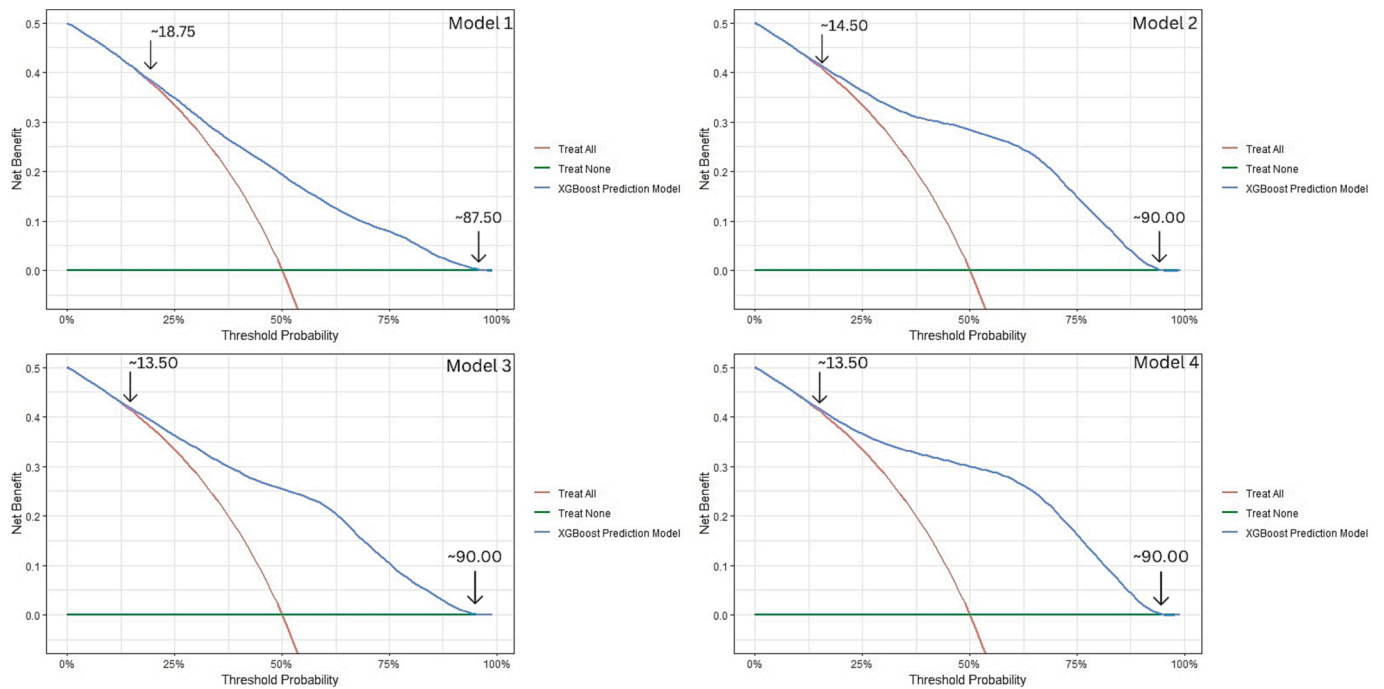 Model 1
~18.75
~87.50
Net Benefit
0.5
0.4
0.3
0.2
0.1
0.0
0%
25%
50%
75%
100%
Threshold Probability
Treat All
Treat None
XGBoost Prediction Model
Model 2
~14.50
~90.00
Net Benefit
0.5
0.4
0.3
0.2
0.1
0.0
0%
25%
50%
75%
100%
Threshold Probability
Treat All
Treat None
XGBoost Prediction Model
Model 3
~13.50
~90.00
Net Benefit
0.5
0.4
0.3
0.2
0.1
0.0
0%
25%
50%
75%
100%
Threshold Probability
Treat All
Treat None
XGBoost Prediction Model
Model 4
~13.50
~90.00
Net Benefit
0.5
0.4
0.3
0.2
0.1
0.0
0%
25%
50%
75%
100%
Threshold Probability
Treat All
Treat None
XGBoost Prediction Model